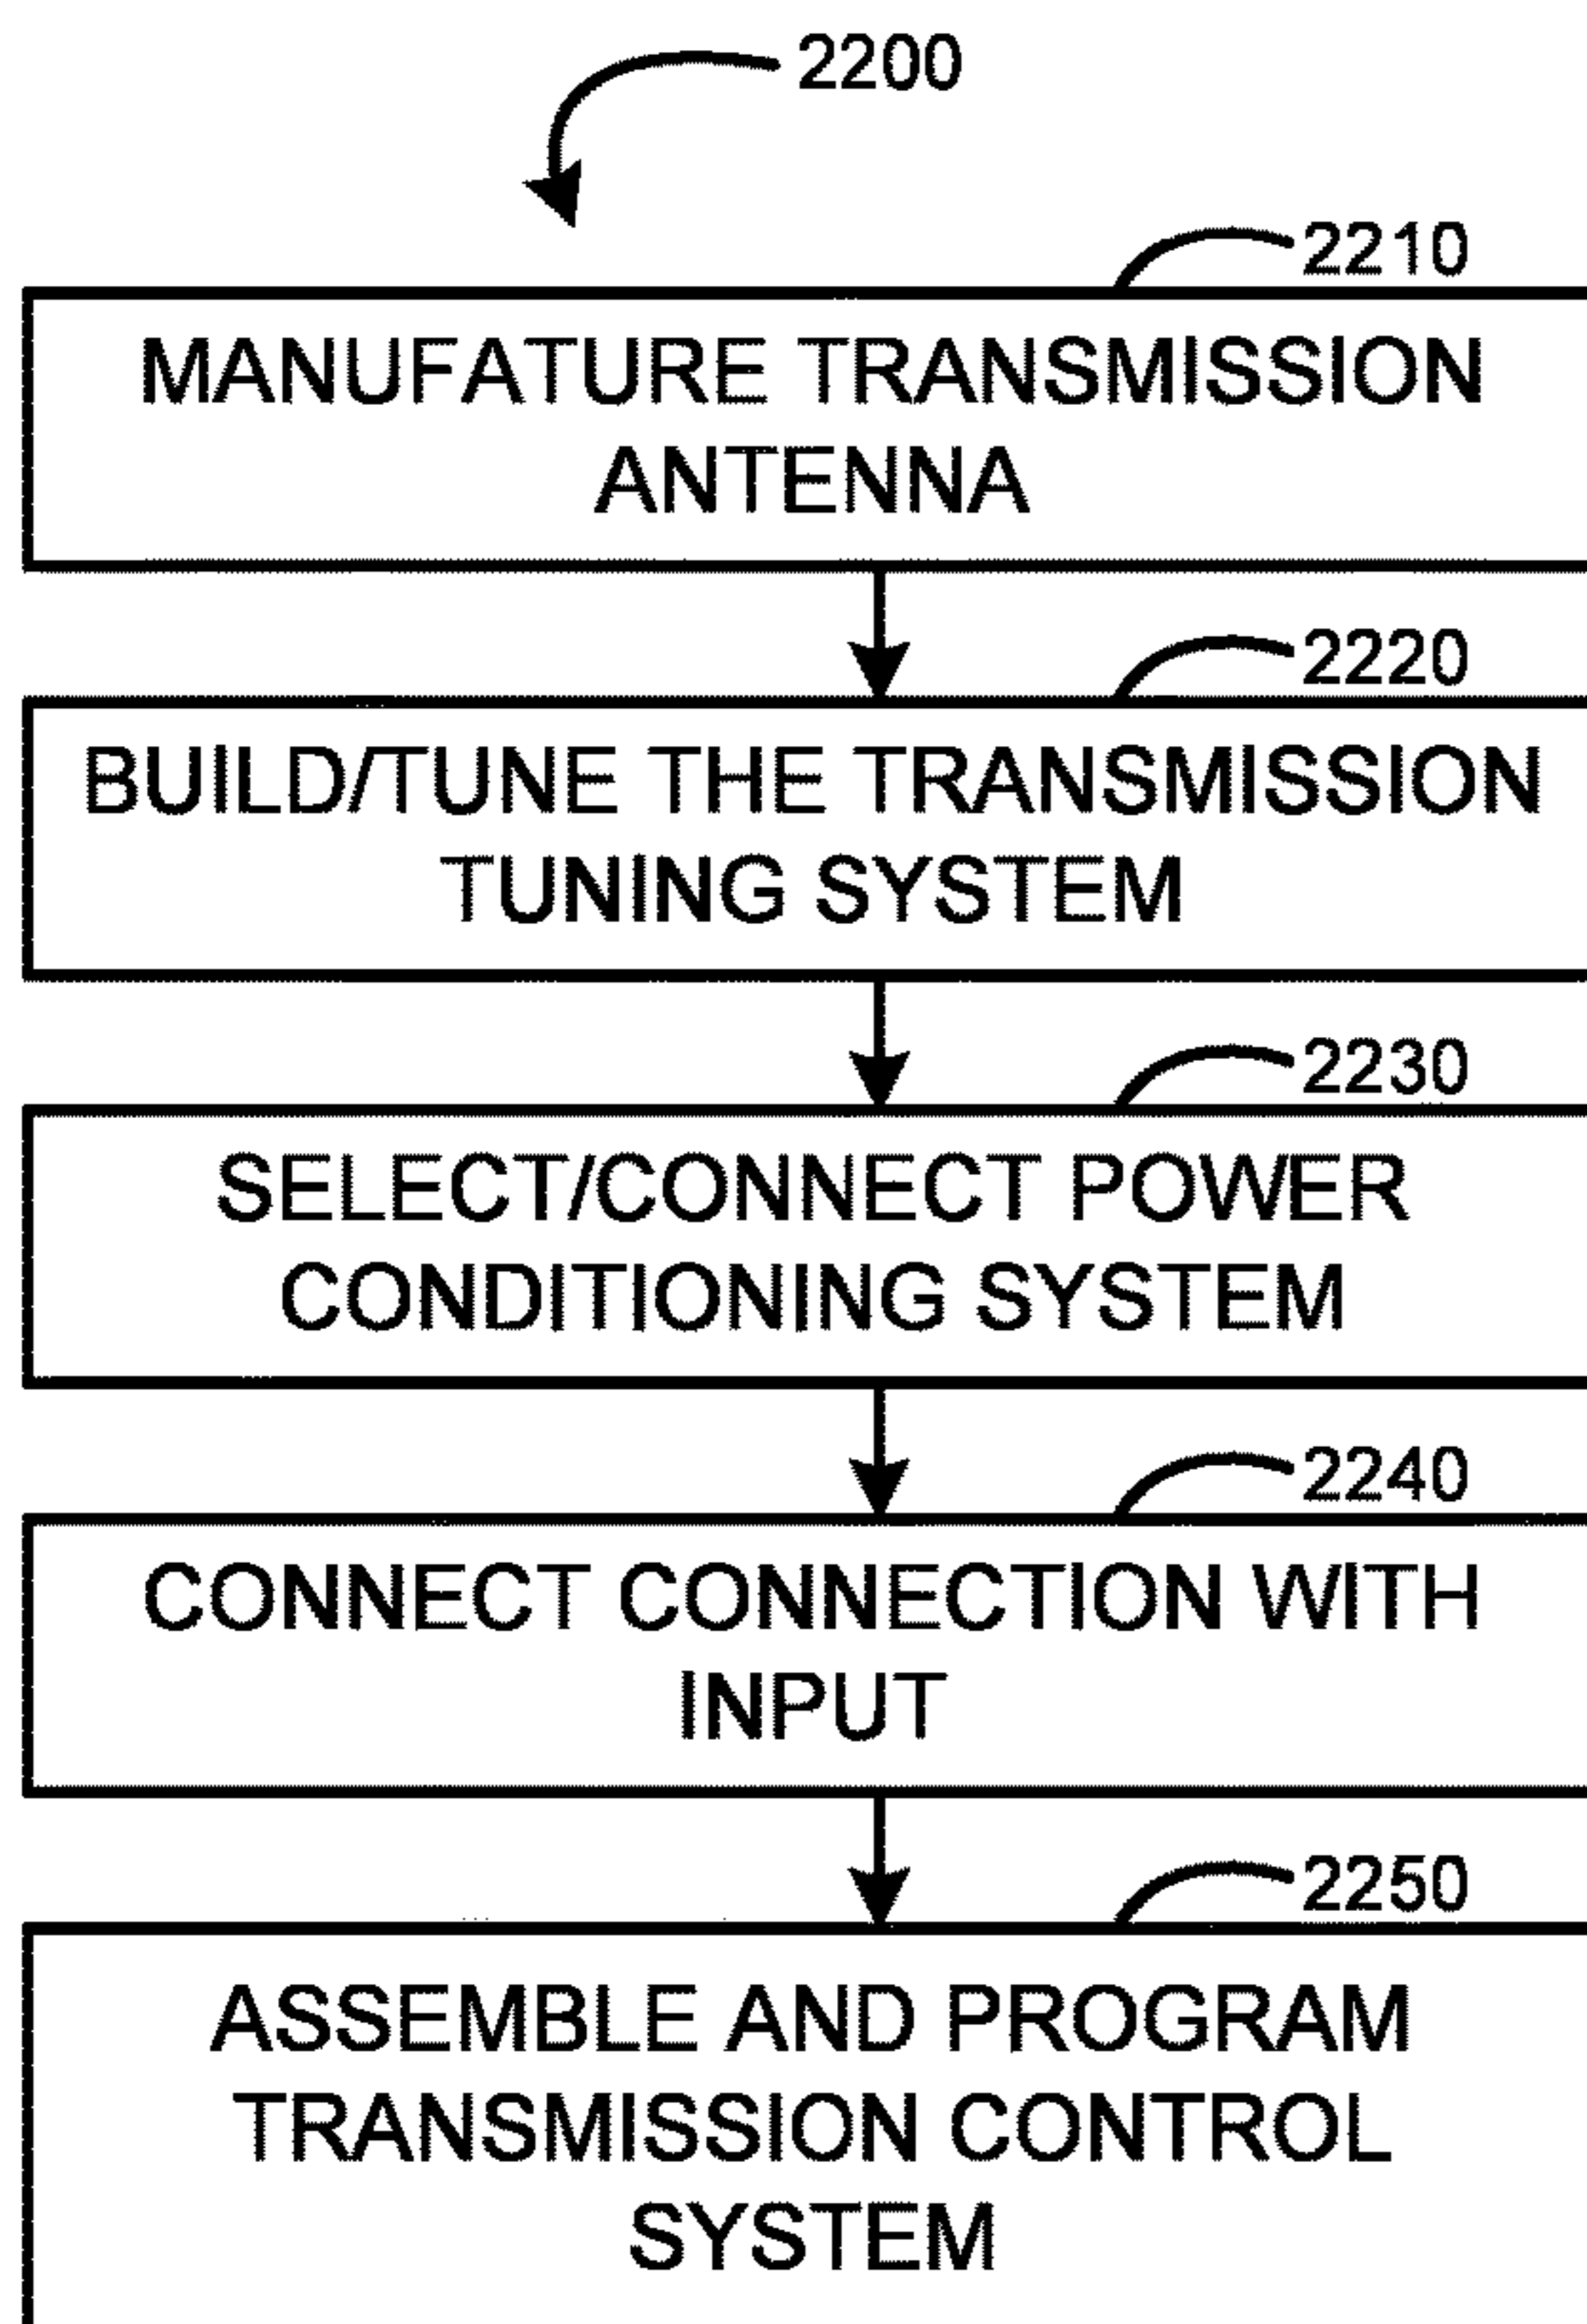 2200
2210
MANUFATURE TRANSMISSION
ANTENNA
2220
BUILD/TUNE THE TRANSMISSION
TUNING SYSTEM
2230
SELECT/CONNECT POWER
CONDITIONING SYSTEM
2240
CONNECT CONNECTION WITH
INPUT
2250
ASSEMBLE AND PROGRAM
TRANSMISSION CONTROL
SYSTEM